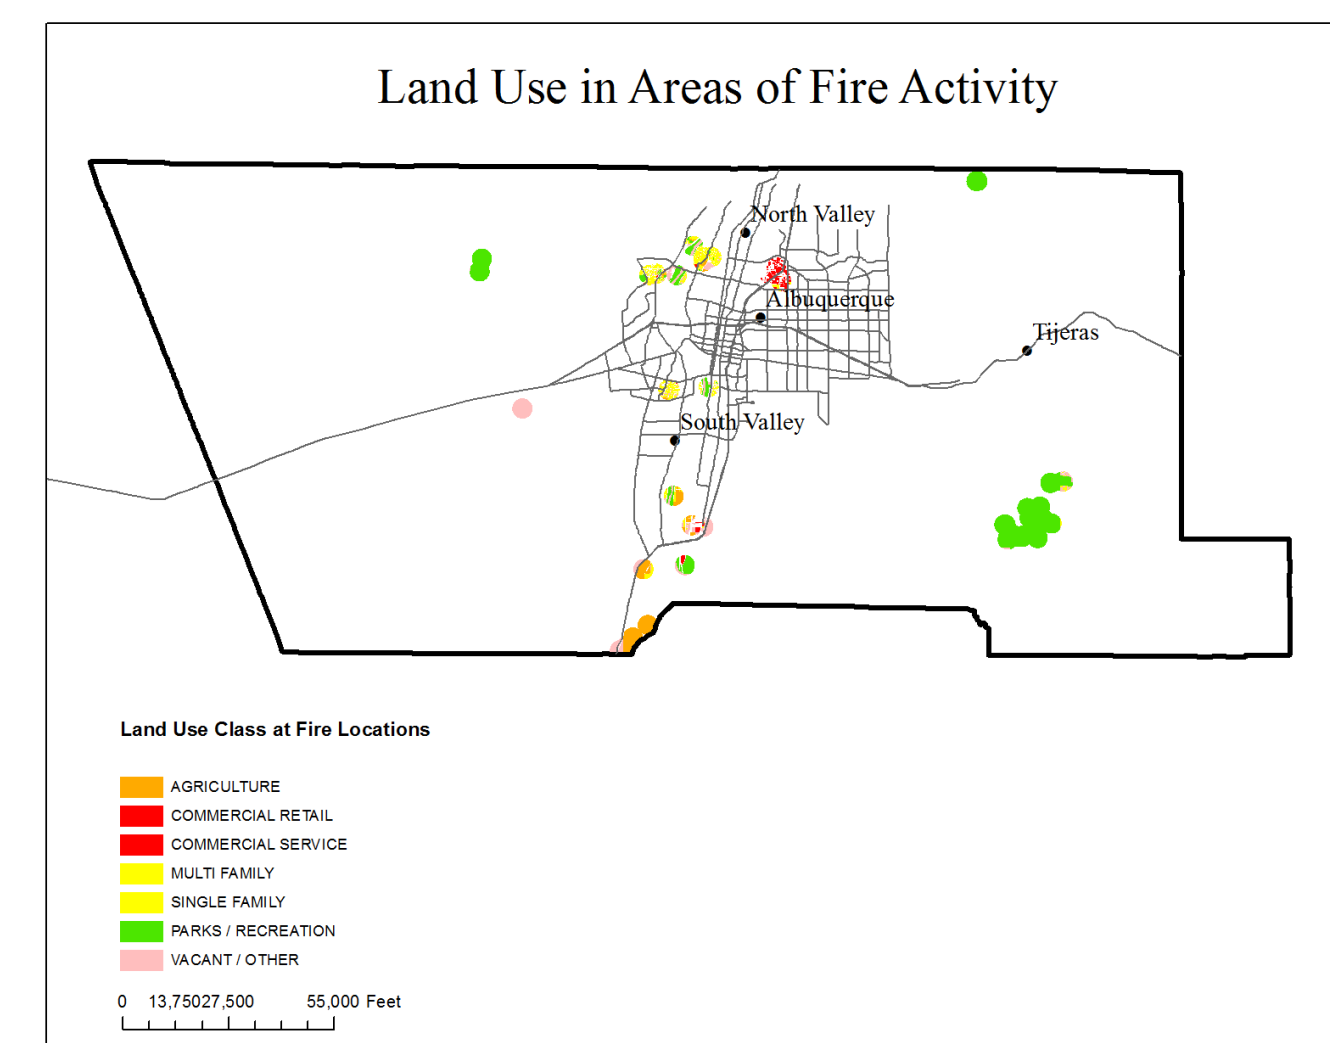 Land Use in Areas of Fire Activity
North Valley
Albuquerque
Tijeras
South Valley
Land Use Class at Fire Locations
AGRICULTURE
COMMERCIAL RETAIL
COMMERCIAL SERVICE
MULTI FAMILY
SINGLE FAMILY
PARKS / RECREATION
VACANT / OTHER
0 13,75027,500 55,000 Feet